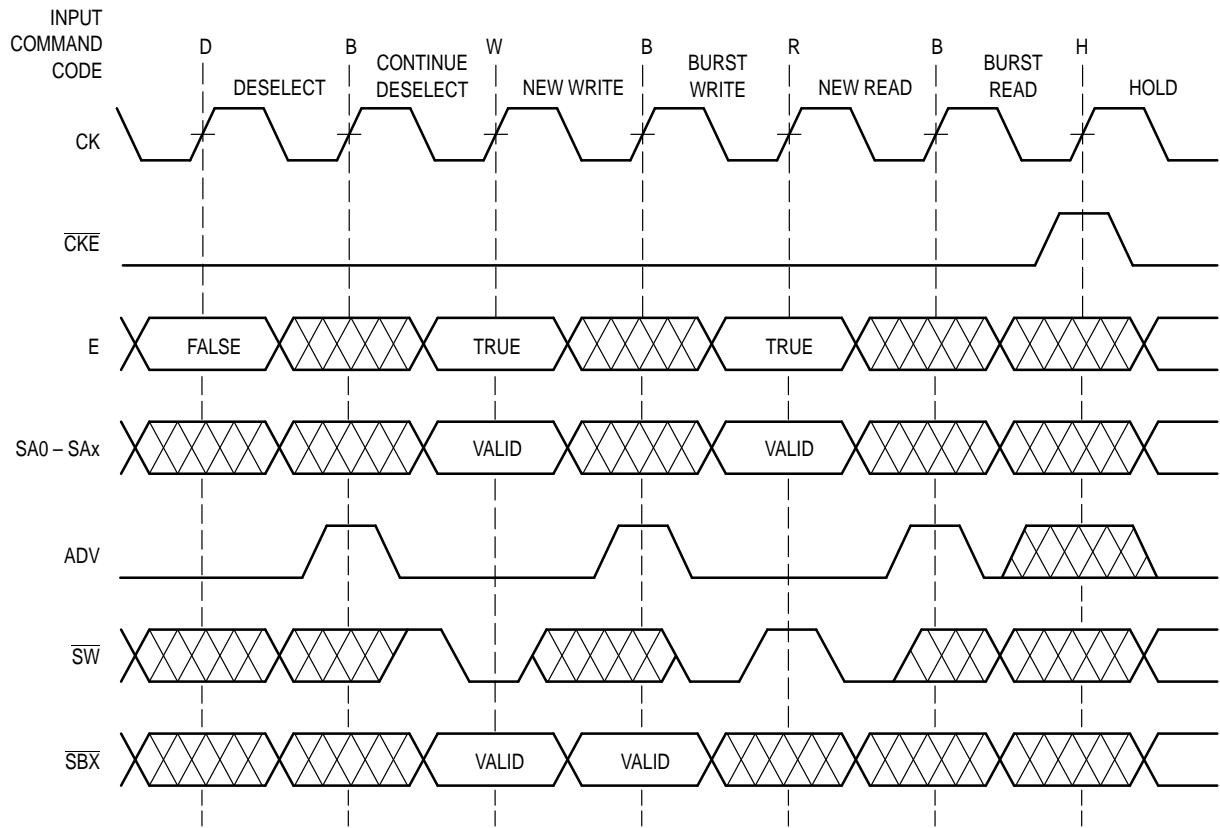 INPUT
COMMAND
CODE
D B W B R B H
DESELECT
CONTINUE
DESELECT
NEW WRITE
BURST
WRITE
NEW READ
BURST
READ
HOLD
CK
CKE
E FALSE TRUE TRUE
SA0 – SAx VALID VALID
ADV
SW
SBX VALID VALID